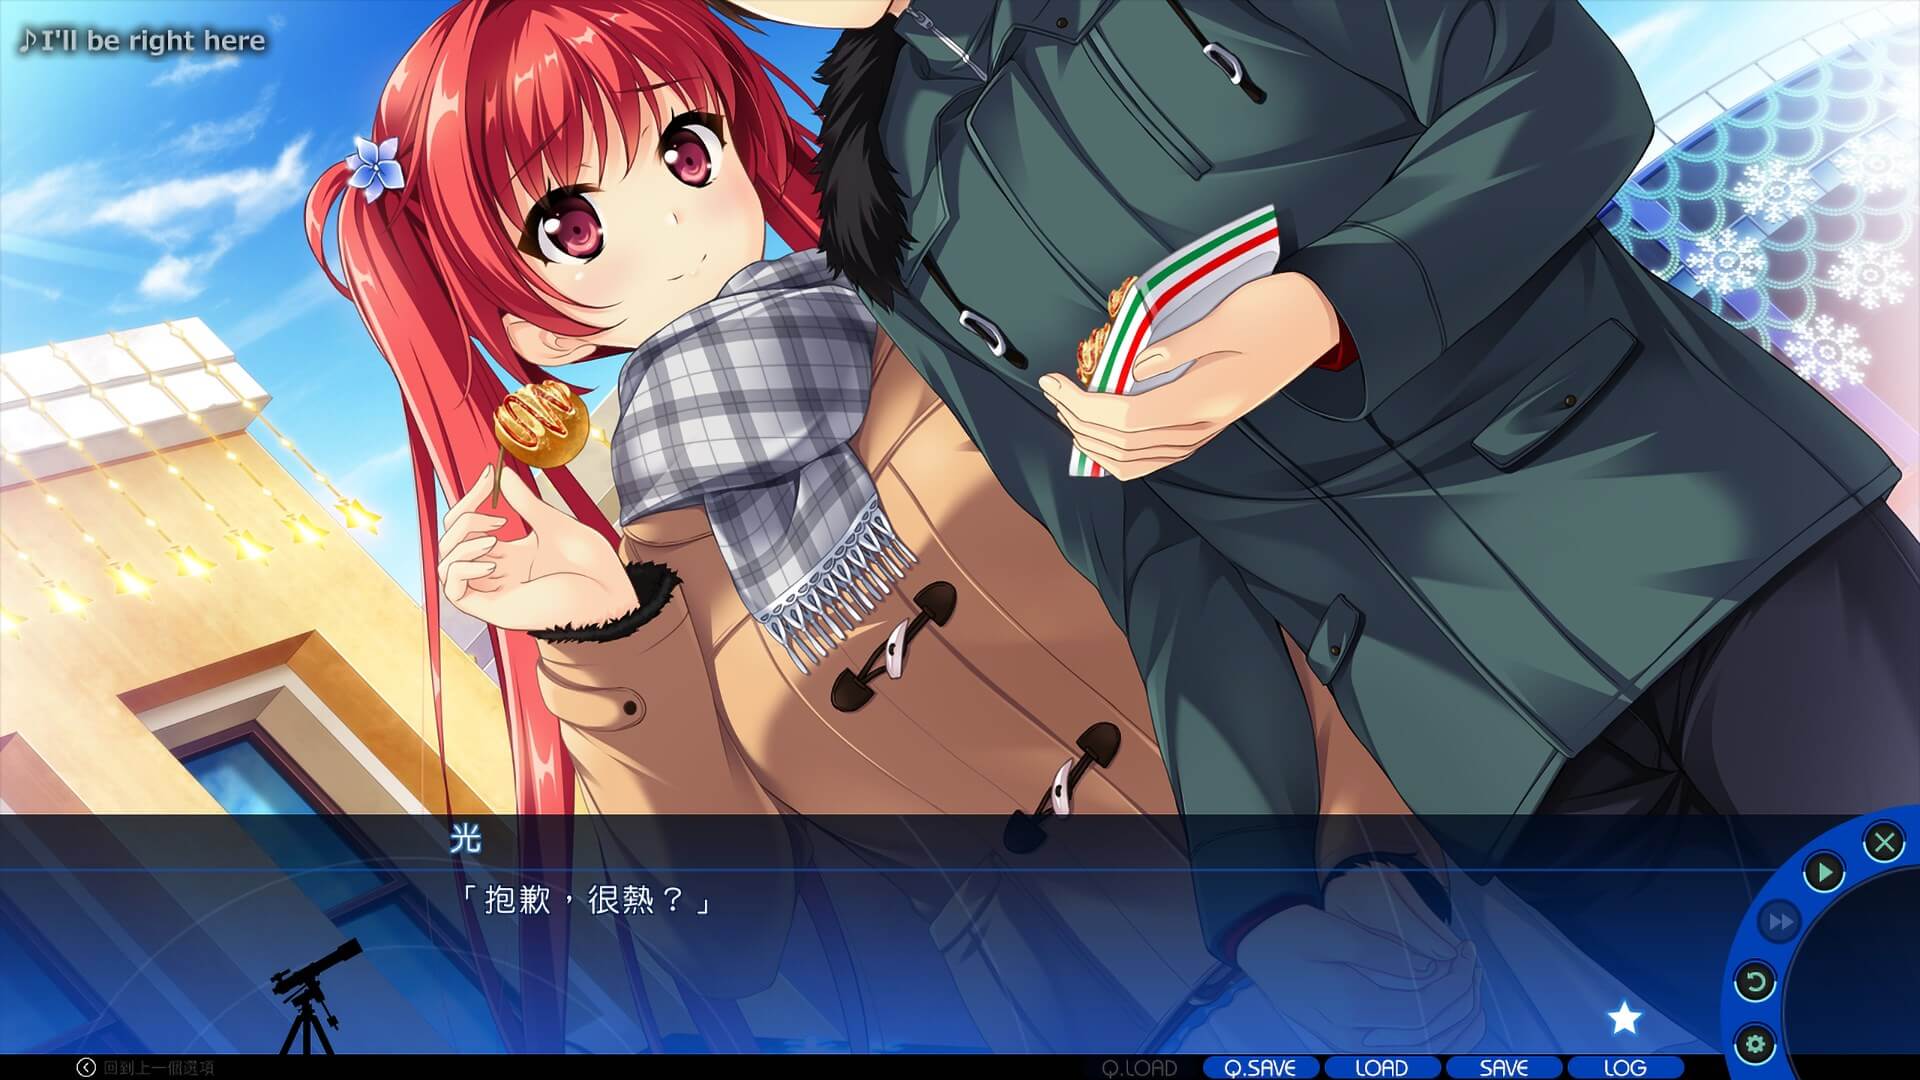 ♪I'll be right here
光
「抱歉，很熱？」
回到上一個選項
Q.LOAD
Q.SAVE
LOAD
SAVE
LOG